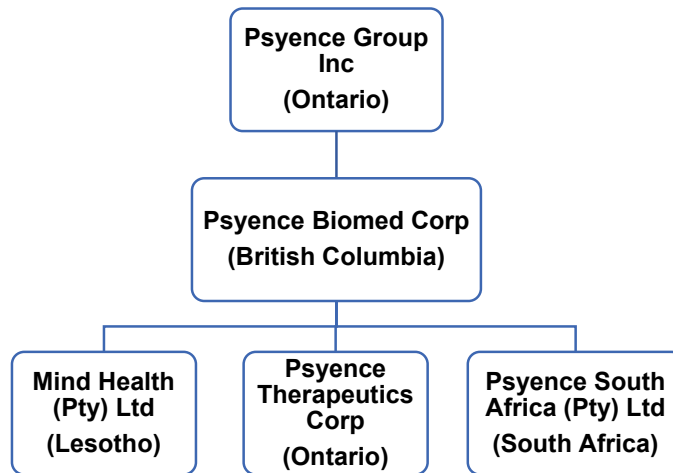 Psyence Group
Inc
(Ontario)
Psyence Biomed Corp
(British Columbia)
Mind Health
(Pty) Ltd
(Lesotho)
Psyence
Therapeutics
Corp
(Ontario)
Psyence South
Africa (Pty) Ltd
(South Africa)